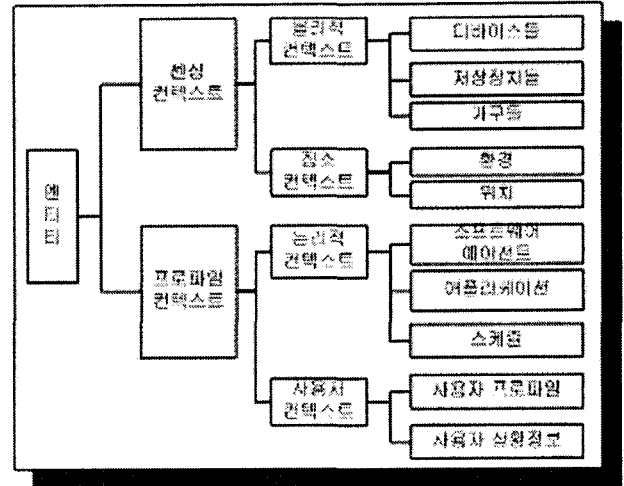 엔
티
티
센싱
컨텍스트
프로파일
컨텍스트
물리적
컨텍스트
장소
컨텍스트
논리적
컨텍스트
사용자
컨텍스트
디바이스들
저장장치들
가구들
환경
위치
소프트웨어
에이전트
어플리케이션
스케줄
사용자 프로파일
사용자 상황정보